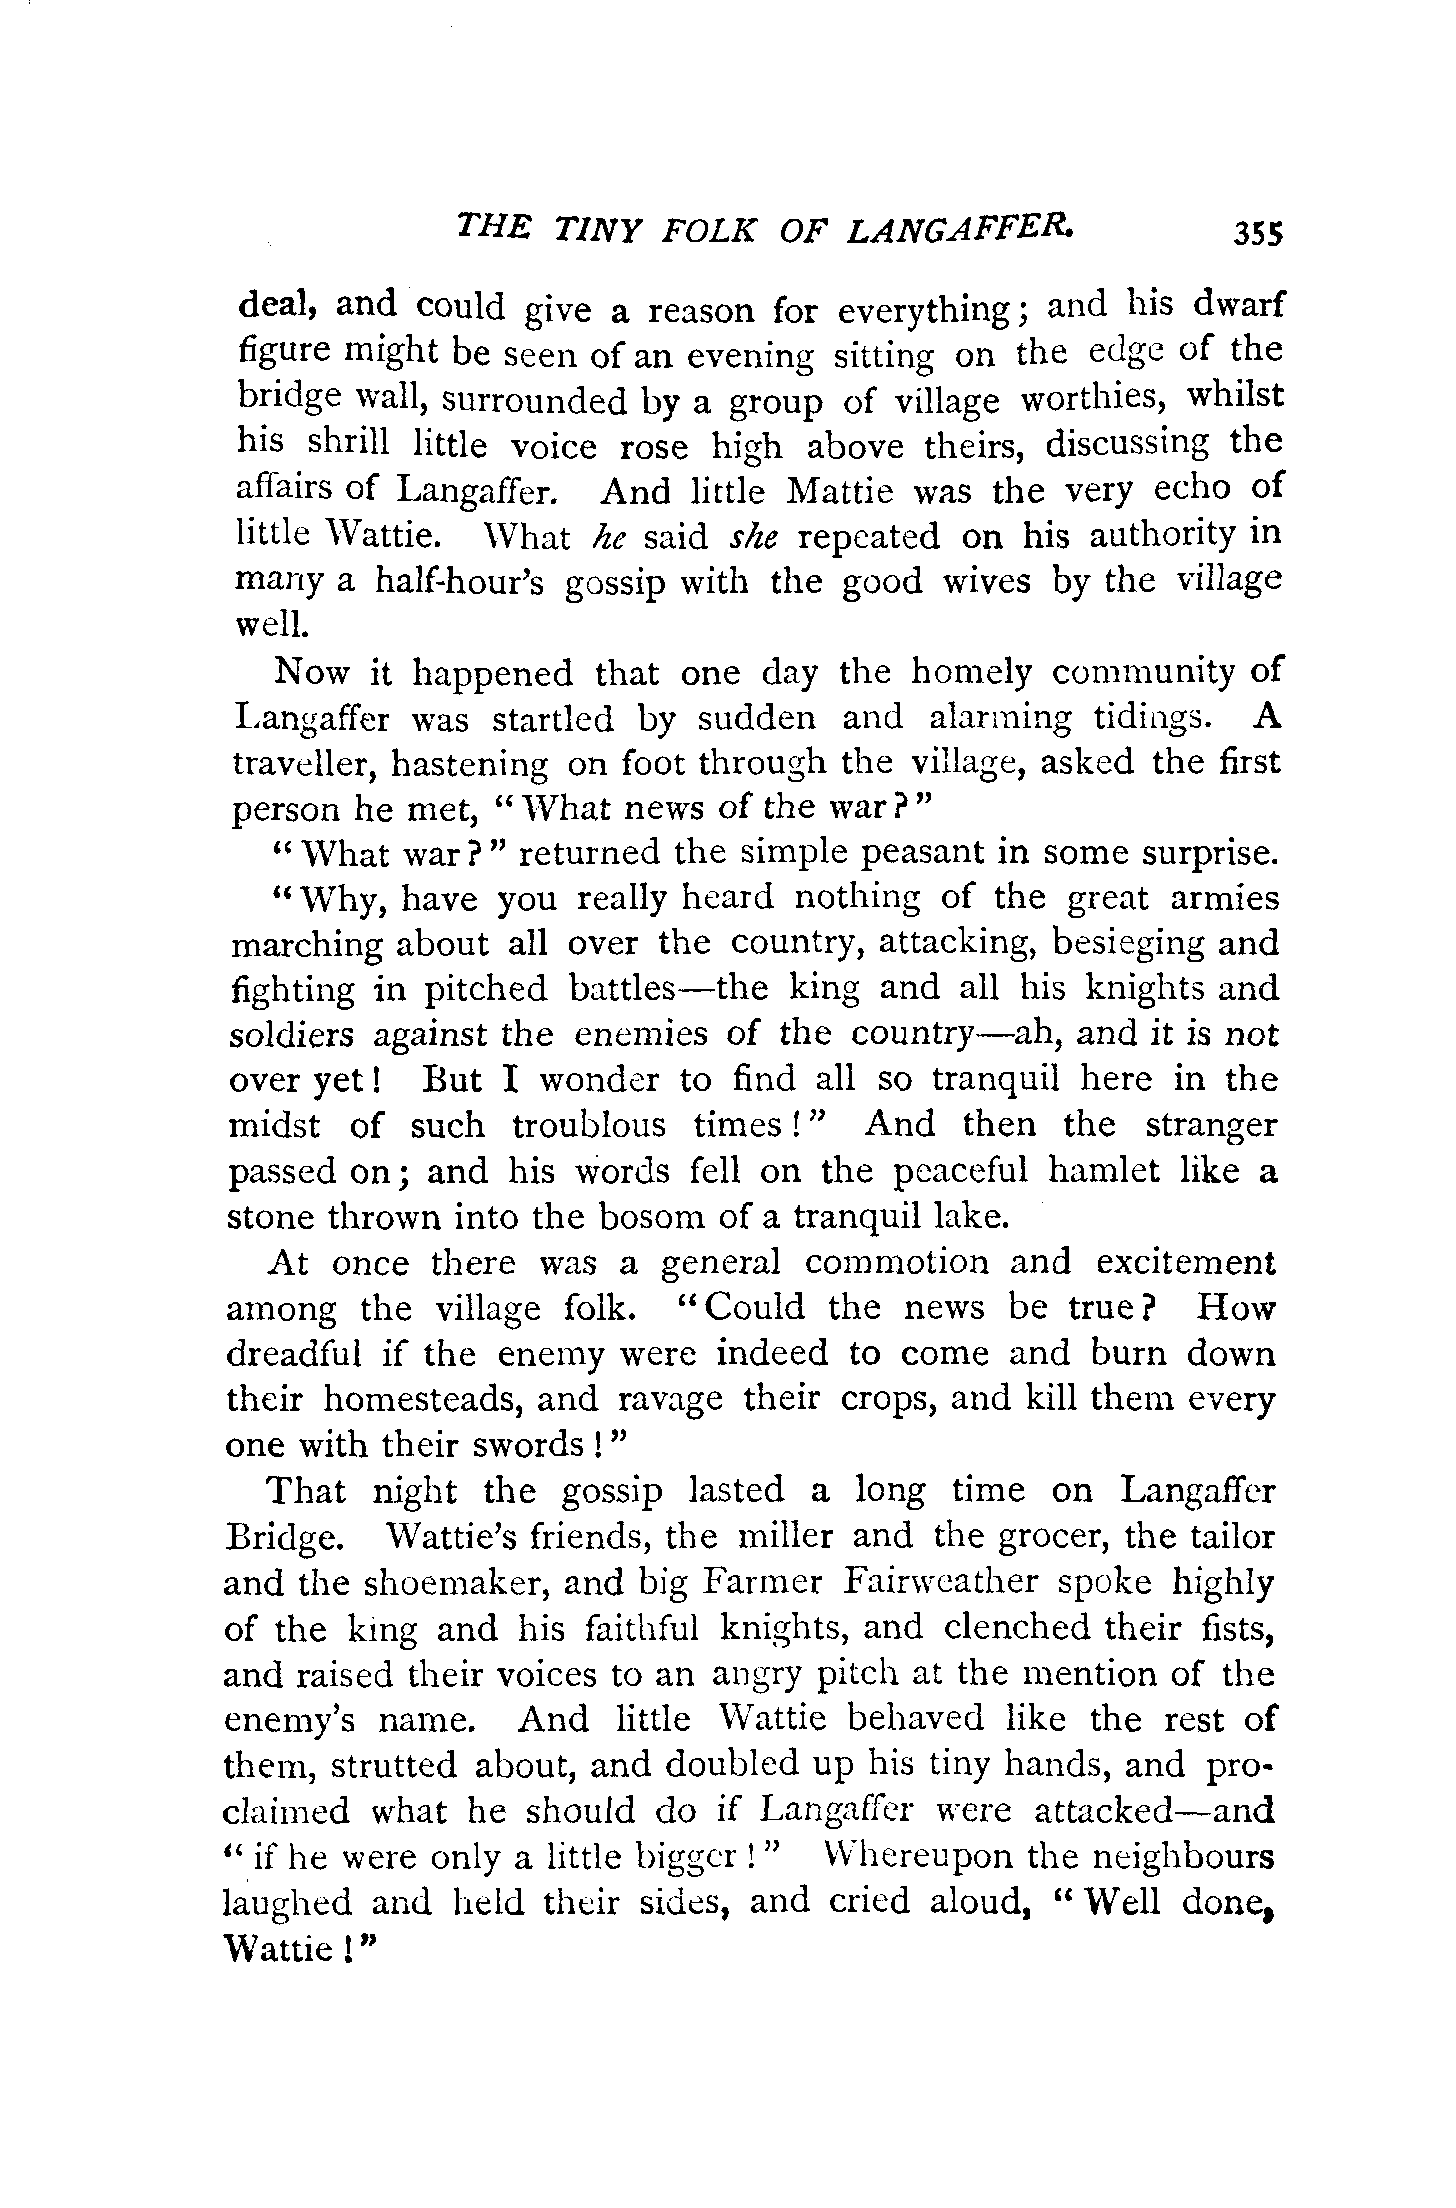 THE TINY FOLK OF LANGAFFER. 355
deal, and could give a reason for everything; and his dwarf
figure might be seen of an evening sitting on the edge of the
bridge wall, surrounded by a group of village worthies, whilst
his shrill little voice rose high above theirs, discussing the
affairs of Langaffer. And little Mattie was the very echo of
little Wattie. What he said she repeated on his authority in
many a half-hour's gossip with the good wives by the village
well.
Now it happened that one day the homely community of
Langaffer was startled by sudden and alarming tidings. A
traveller, hastening on foot through the village, asked the first
person he met, "What news of the war?"
"What war?" returned the simple peasant in some surprise.
"Why, have you really heard nothing of the great armies
marching about all over the country, attacking, besieging and
fighting in pitched battles—the king and all his knights and
soldiers against the enemies of the country—ah, and it is not
over yet! But I wonder to find all so tranquil here in the
midst of such troublous times!" And then the stranger
passed on; and his words fell on the peaceful hamlet like a
stone thrown into the bosom of a tranquil lake.
At once there was a general commotion and excitement
among the village folk. "Could the news be true? How
dreadful if the enemy were indeed to come and burn down
their homesteads, and ravage their crops, and kill them every
one with their swords!"
That night the gossip lasted a long time on Langaffer
Bridge. Wattie's friends, the miller and the grocer, the tailor
and the shoemaker, and big Farmer Fairweather spoke highly
of the king and his faithful knights, and clenched their fists,
and raised their voices to an angry pitch at the mention of the
enemy's name. And little Wattie behaved like the rest of
them, strutted about, and doubled up his tiny hands, and pro-
claimed what he should do if Langaffer were attacked—and
"if he were only a little bigger!" Whereupon the neighbours
laughed and held their sides, and cried aloud, "Well done,
Wattie!"